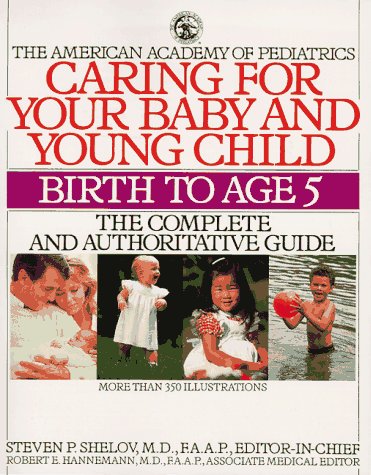 THE AMERICAN ACADEMY OF PEDIATRICS
CARING FOR
YOUR BABY AND
YOUNG CHILD
BIRTH TO AGE 5
THE COMPLETE
AND AUTHORITATIVE GUIDE
MORE THAN 350 ILLUSTRATIONS
STEVEN P. SHELOV, M.D., F.A.A.P., EDITOR-IN-CHIEF
ROBERT E. HANNEMANN, M.D., F.A.A.P., ASSOCIATE MEDICAL EDITOR